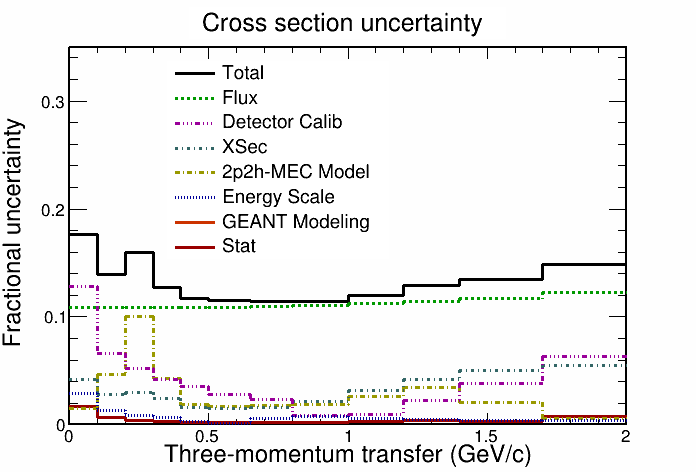 Cross section uncertainty
Fractional uncertainty
0.3
0.2
0.1
0
Total
Flux
Detector Calib
XSec
2p2h-MEC Model
Energy Scale
GEANT Modeling
Stat
0 0.5 1 1.5 2
Three-momentum transfer (GeV/c)